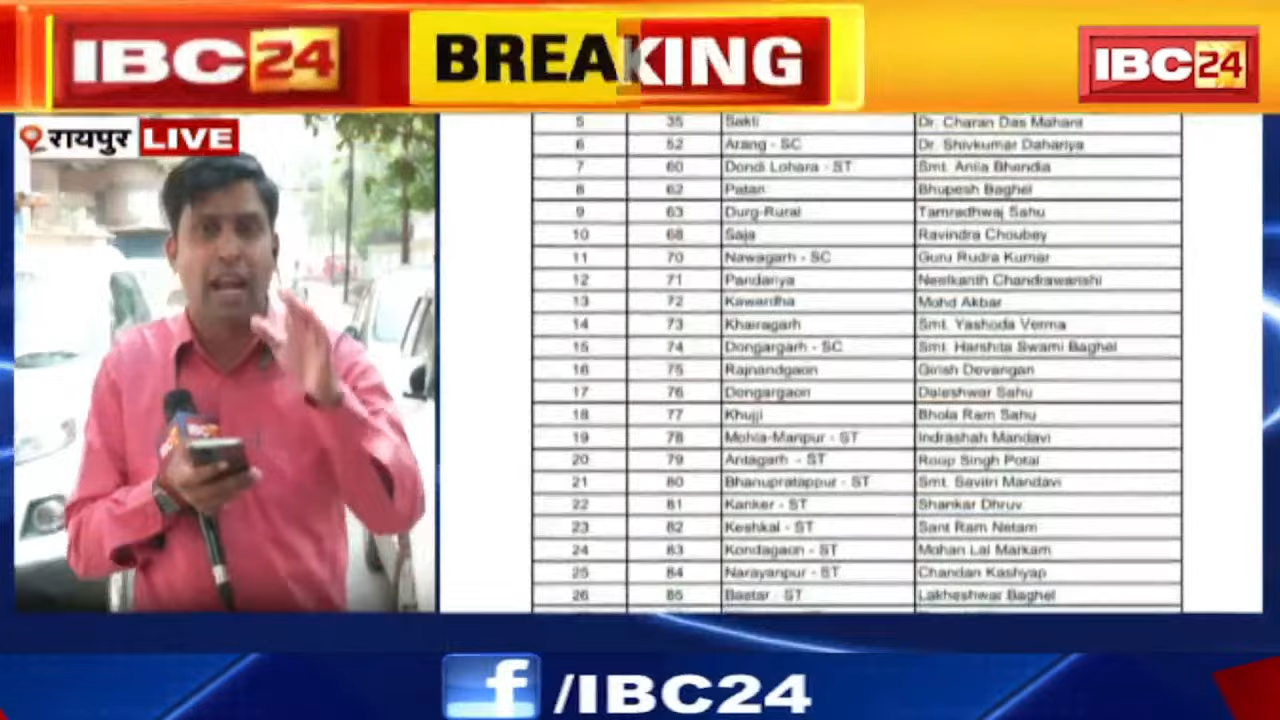 IBC24
BREAKING
IBC24
रायपुर LIVE
5 35 Sakti Dr. Charan Das Mahant
6 52 Arang - SC Dr. Shivkumar Dahariya
7 60 Dondi Lohara - ST Smt. Anila Bhendia
8 62 Patan Bhupesh Baghel
9 63 Durg-Rural Tamradhwaj Sahu
10 68 Saja Ravindra Choubey
11 70 Nawagarh - SC Guru Rudra Kumar
12 71 Pandariya Neelkanth Chandrawanshi
13 72 Kawardha Mohd Akbar
14 73 Khairagarh Smt. Yashoda Verma
15 74 Dongargarh - SC Smt. Harshita Swami Baghel
16 75 Rajnandgaon Girish Devangan
17 76 Dongargaon Daleshwar Sahu
18 77 Khujji Bhola Ram Sahu
19 78 Mohla-Manpur - ST Indrashah Mandavi
20 79 Antagarh - ST Roop Singh Potai
21 80 Bhanupratappur - ST Smt. Savitri Mandavi
22 81 Kanker - ST Shankar Dhruv
23 82 Keshkal - ST Sant Ram Netam
24 83 Kondagaon - ST Mohan Lal Markam
25 84 Narayanpur - ST Chandan Kashyap
26 85 Bastar - ST Lakheshwar Baghel
f/IBC24